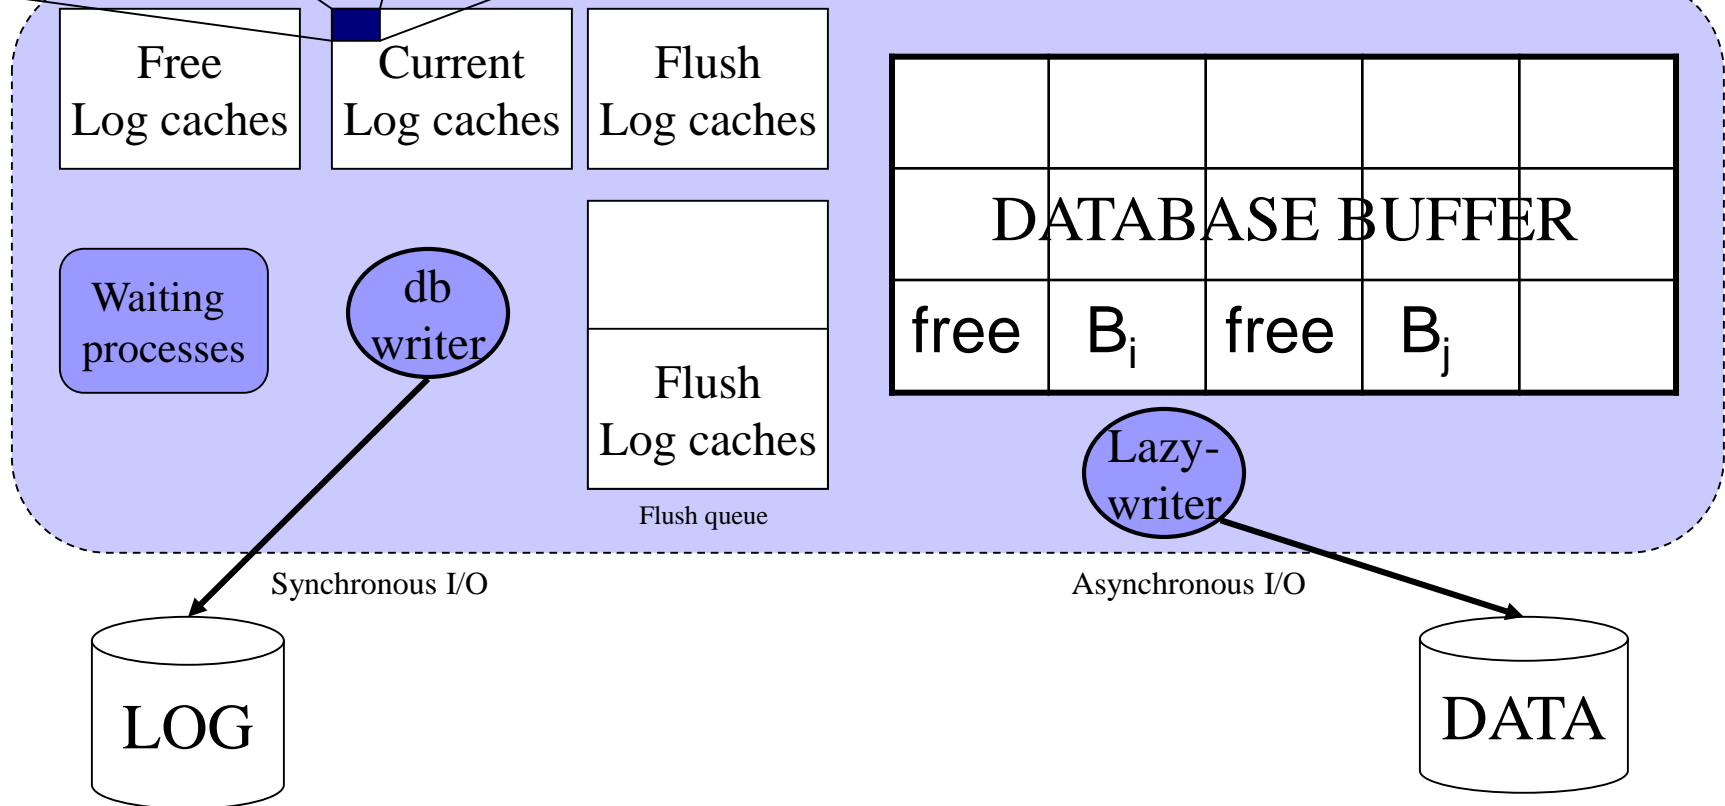 Free
Log caches
Current
Log caches
Flush
Log caches
DATABASE BUFFER
Waiting
processes
db
writer
free
Bi
free
Bj
Flush
Log caches
Lazy-
writer
Flush queue
Synchronous I/O
Asynchronous I/O
LOG
DATA